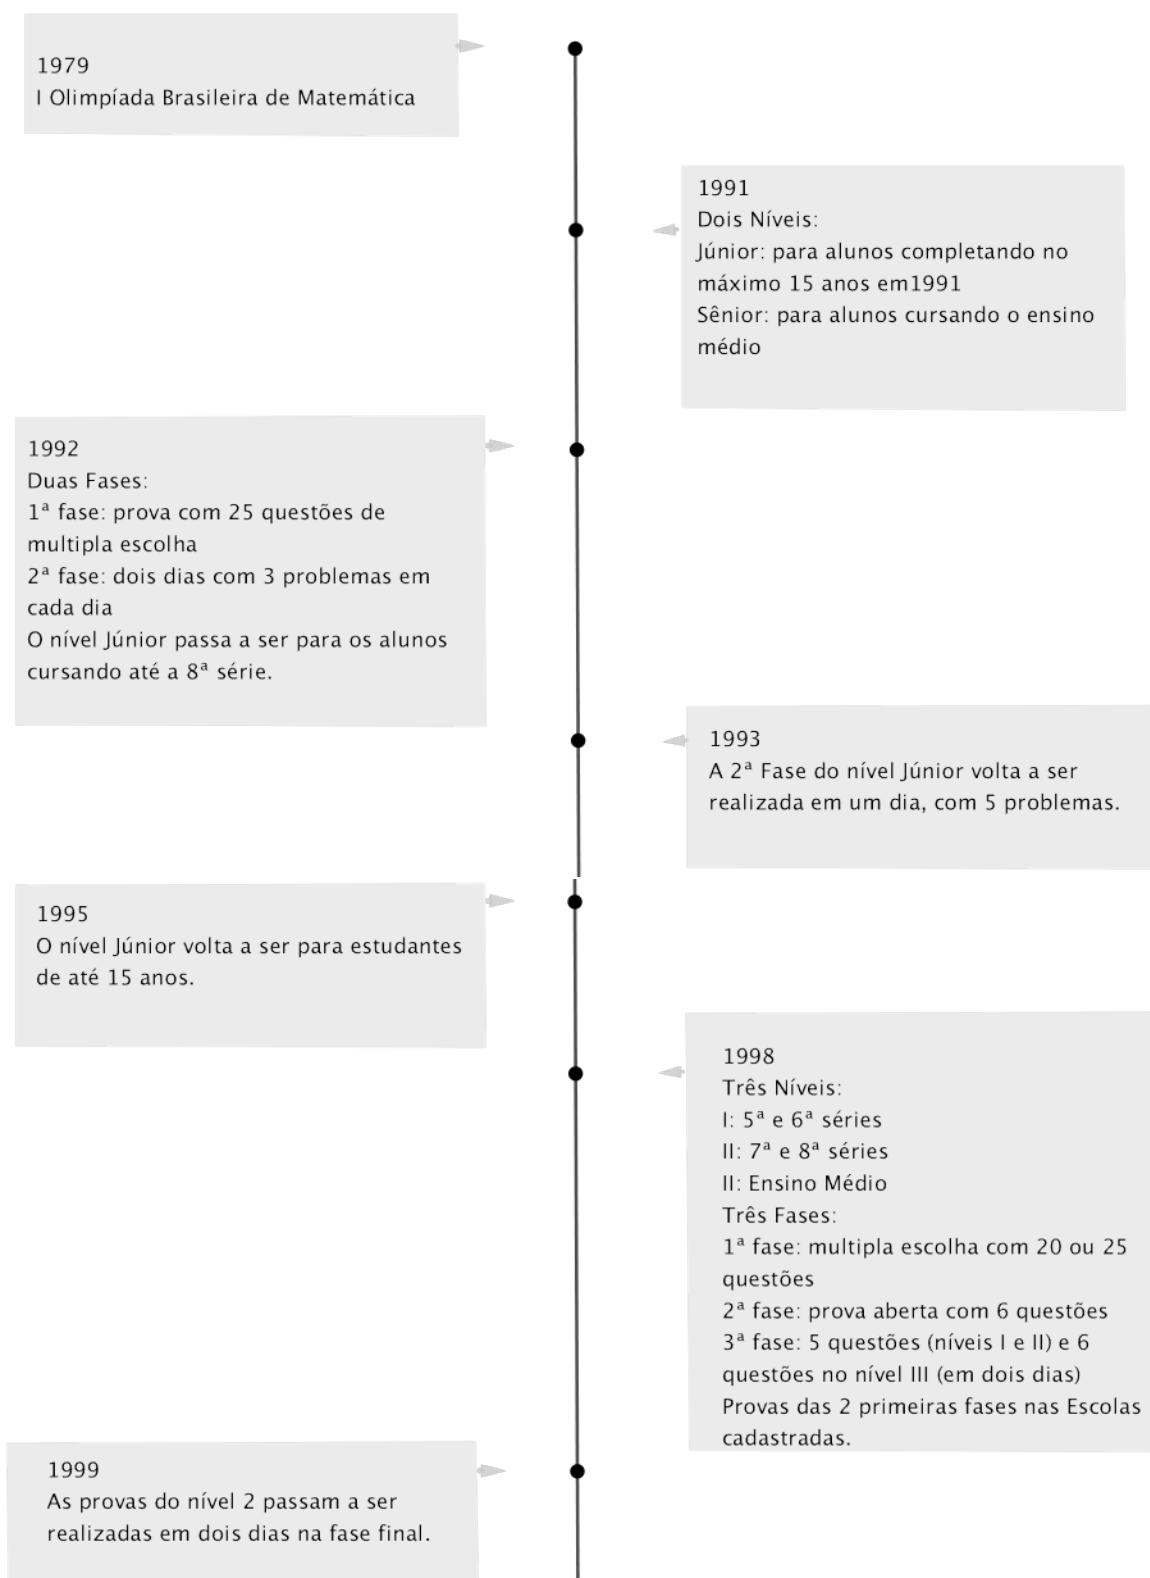 1979
I Olimpíada Brasileira de Matemática
1991
Dois Níveis:
Júnior: para alunos completando no
máximo 15 anos em1991
Sênior: para alunos cursando o ensino
médio
1992
Duas Fases:
1ª fase: prova com 25 questões de
multipla escolha
2ª fase: dois dias com 3 problemas em
cada dia
O nível Júnior passa a ser para os alunos
cursando até a 8ª série.
1993
A 2ª Fase do nível Júnior volta a ser
realizada em um dia, com 5 problemas.
1995
O nível Júnior volta a ser para estudantes
de até 15 anos.
1998
Três Níveis:
I: 5ª e 6ª séries
II: 7ª e 8ª séries
II: Ensino Médio
Três Fases:
1ª fase: multipla escolha com 20 ou 25
questões
2ª fase: prova aberta com 6 questões
3ª fase: 5 questões (níveis I e II) e 6
questões no nível III (em dois dias)
Provas das 2 primeiras fases nas Escolas
cadastradas.
1999
As provas do nível 2 passam a ser
realizadas em dois dias na fase final.